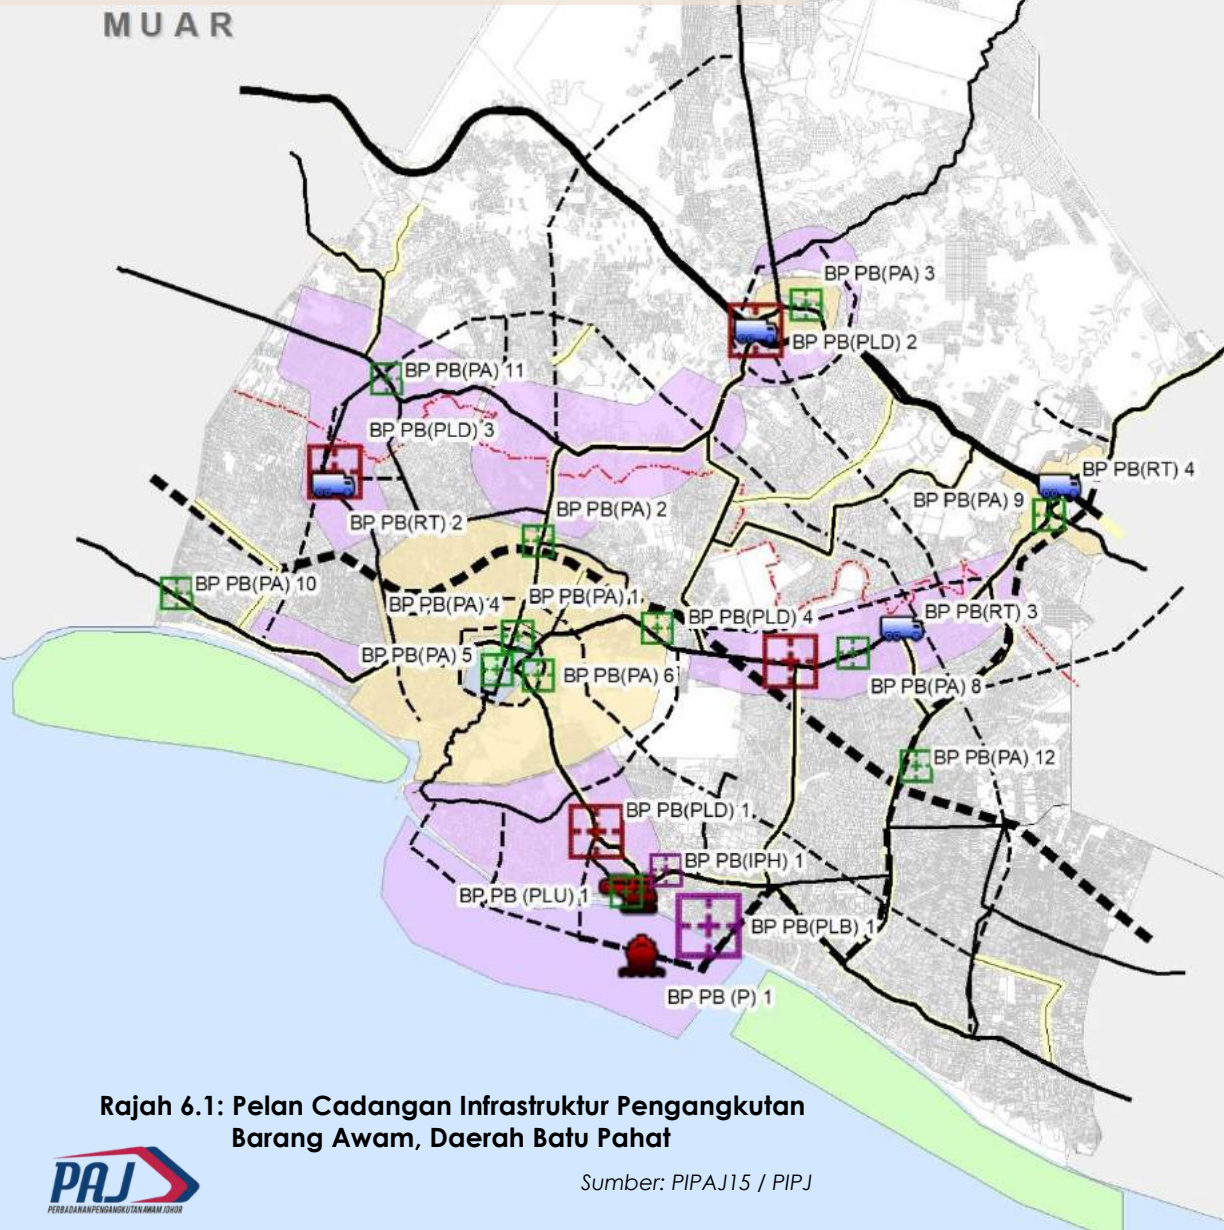 MUAR
BP PB(PA) 3
BP PB(PLD) 2
BP PB(PA) 11
BP PB(PLD) 3
BP PB(RT) 4
BP PB(PA) 9
BP PB(RT) 2
BP PB(PA) 2
BP PB(PA) 10
BP PB(PA) 4
BP PB(PA) 1
BP PB(PLD) 4
BP PB(RT) 3
BP PB(PA) 5
BP PB(PA) 6
BP PB(PA) 8
BP PB(PA) 12
BP PB(PLD) 1
BP PB(IPH) 1
BP PB (PLU) 1
BP PB(PLB) 1
BP PB (P) 1
Rajah 6.1: Pelan Cadangan Infrastruktur Pengangkutan
Barang Awam, Daerah Batu Pahat
Sumber: PIPAJ15 / PIPJ
PAJ
PERBADANAN PENGANGKUTAN AWAM JOHOR